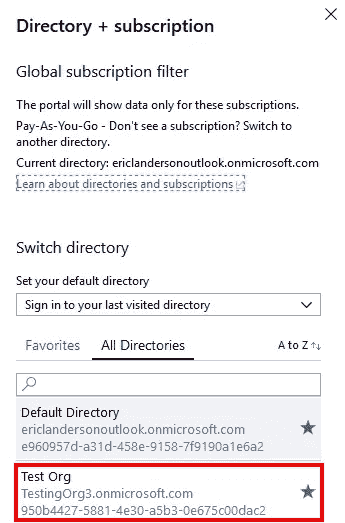 Directory + subscription
Global subscription filter
The portal will show data only for these subscriptions.
Pay-As-You-Go - Don't see a subscription? Switch to
another directory.
Current directory: ericlandersonoutlook.onmicrosoft.com
Learn about directories and subscriptions
Switch directory
Set your default directory
Sign in to your last visited directory
Favorites All Directories A to Z
Default Directory
ericlandersonoutlook.onmicrosoft.com
e960957d-a31d-458e-9158-7f9190a1e6a2
Test Org
TestingOrg3.onmicrosoft.com
950b4427-5881-4e30-a5b3-0e675c00dac2